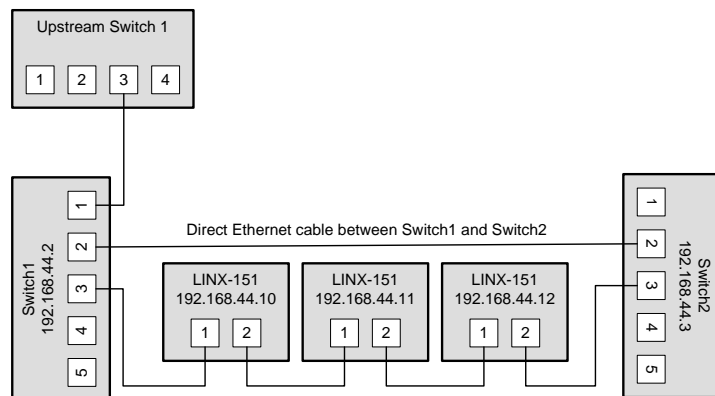 Upstream Switch 1
1 2 3 4
Switch1
192.168.44.2
1
2
3
4
5
Direct Ethernet cable between Switch1 and Switch2
LINX-151
192.168.44.10
1 2
LINX-151
192.168.44.11
1 2
LINX-151
192.168.44.12
1 2
Switch2
192.168.44.3
1
2
3
4
5